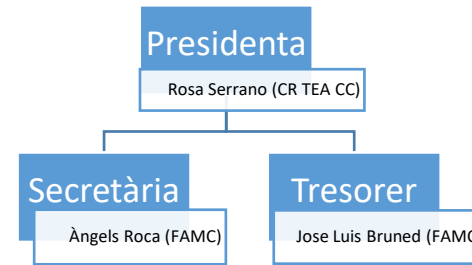 Presidenta
Rosa Serrano (CR TEA CC)
Secretària
Àngels Roca (FAMC)
Tresorer
Jose Luis Bruned (FAMC